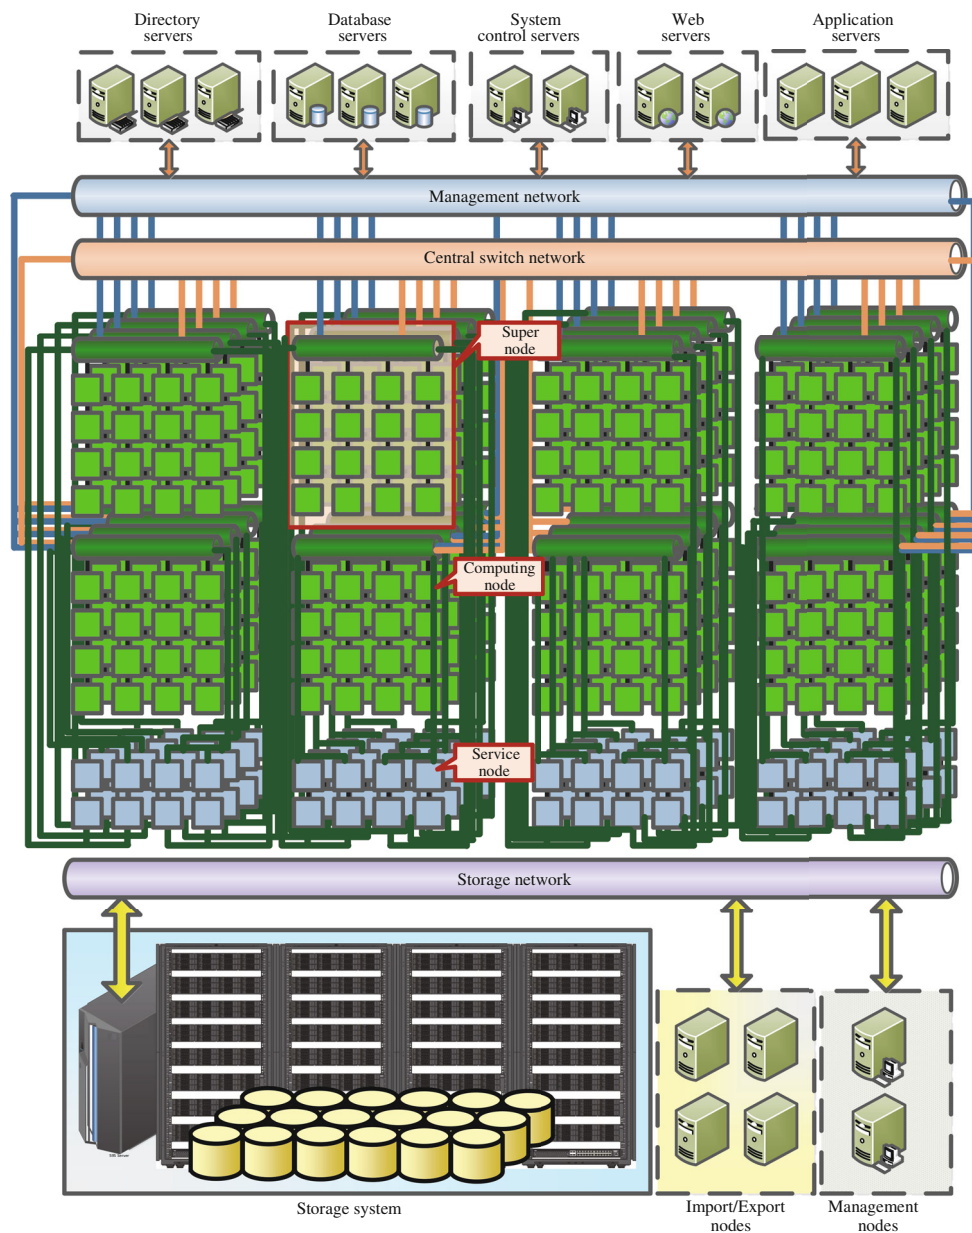 Directory
servers
Database
servers
System
control servers
Web
servers
Application
servers
Management network
Central switch network
Super
node
Computing
node
Service
node
Storage network
Storage system
Import/Export
nodes
Management
nodes